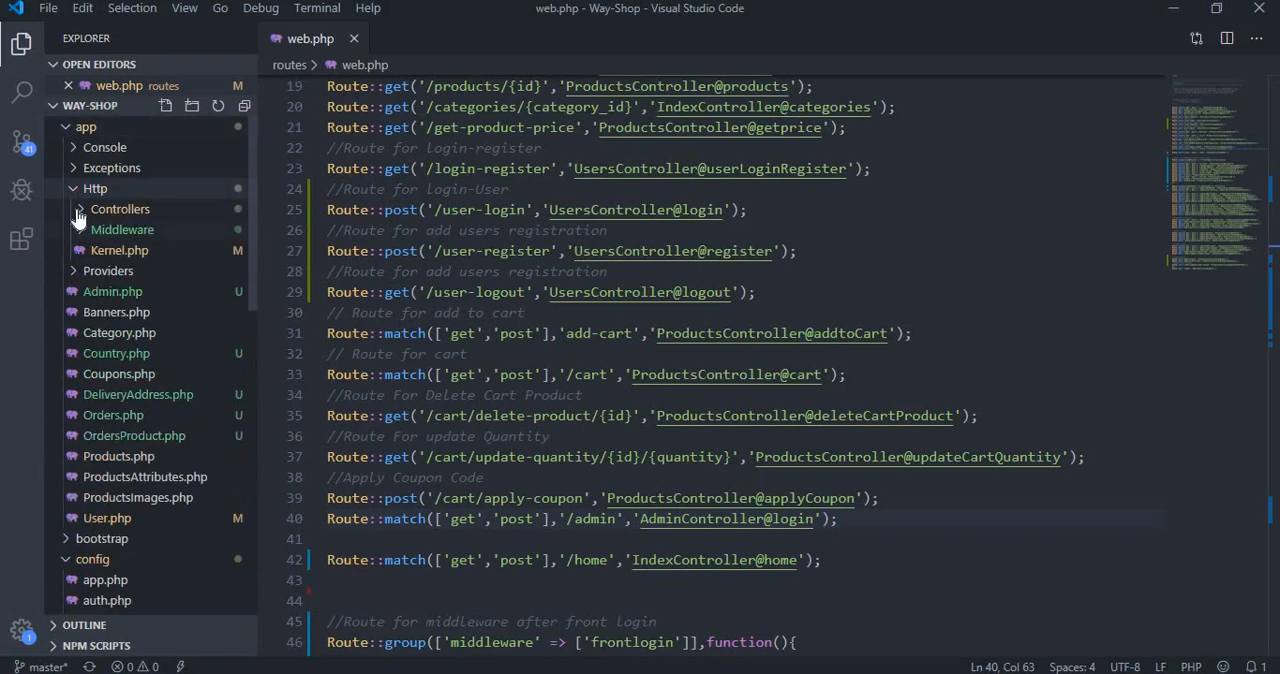 File Edit Selection View Go Debug Terminal Help web.php - Way-Shop - Visual Studio Code
EXPLORER
OPEN EDITORS
web.php routes M
WAY-SHOP
app
Console
Exceptions
Http
Controllers
Middleware
Kernel.php M
Providers
Admin.php U
Banners.php
Category.php
Country.php U
Coupons.php
DeliveryAddress.php U
Orders.php U
OrdersProduct.php U
Products.php
ProductsAttributes.php
ProductsImages.php
User.php M
bootstrap
config
app.php
auth.php
OUTLINE
NPM SCRIPTS
41
1
web.php
routes > web.php
19 Route::get('/products/{id}','ProductsController@products');
20 Route::get('/categories/{category_id}','IndexController@categories');
21 Route::get('/get-product-price','ProductsController@getprice');
22 //Route for login-register
23 Route::get('/login-register','UsersController@userLoginRegister');
24 //Route for login-User
25 Route::post('/user-login','UsersController@login');
26 //Route for add users registration
27 Route::post('/user-register','UsersController@register');
28 //Route for add users registration
29 Route::get('/user-logout','UsersController@logout');
30 // Route for add to cart
31 Route::match(['get','post'],'add-cart','ProductsController@addtoCart');
32 // Route for cart
33 Route::match(['get','post'],'/cart','ProductsController@cart');
34 //Route For Delete Cart Product
35 Route::get('/cart/delete-product/{id}','ProductsController@deleteCartProduct');
36 //Route For update Quantity
37 Route::get('/cart/update-quantity/{id}/{quantity}','ProductsController@updateCartQuantity');
38 //Apply Coupon Code
39 Route::post('/cart/apply-coupon','ProductsController@applyCoupon');
40 Route::match(['get','post'],'/admin','AdminController@login');
41
42 Route::match(['get','post'],'/home','IndexController@home');
43
44
45 //Route for middleware after front login
46 Route::group(['middleware' => ['frontlogin']],function(){
master* 0 0 Ln 40, Col 63 Spaces: 4 UTF-8 LF PHP 1